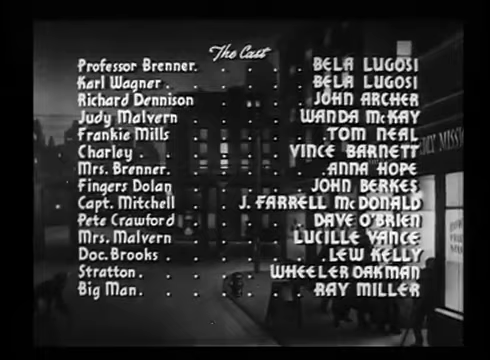 The Cast
Professor Brenner. . . . . . BELA LUGOSI
Karl Wagner . . . . . . BELA LUGOSI
Richard Dennison . . . . . JOHN ARCHER
Judy Malvern . . . . . WANDA McKAY
Frankie Mills . . . . . . TOM NEAL
Charley . . . . . . VINCE BARNETT
Mrs. Brenner. . . . . . ANNA HOPE
Fingers Dolan . . . . . JOHN BERKES
Capt. Mitchell . . . J. FARRELL McDONALD
Pete Crawford . . . . . DAVE O'BRIEN
Mrs. Malvern . . . . LUCILLE VANCE
Doc. Brooks . . . . . . LEW KELLY
Stratton . . . . . WHEELER OAKMAN
Big Man. . . . . . . RAY MILLER
MISSION